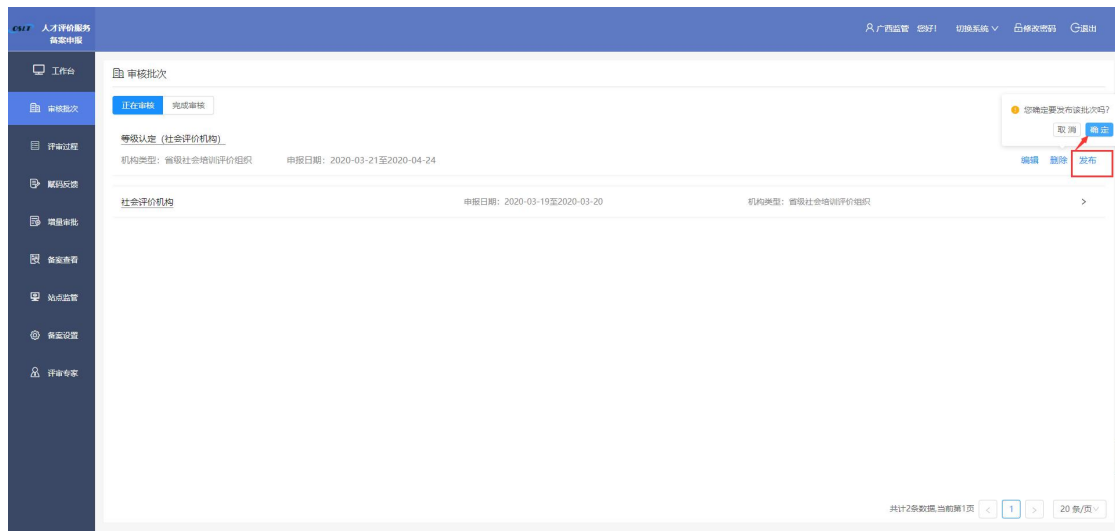 CSLT 人才评价服务
备案申报
广西监管 您好! 切换系统 修改密码 退出
工作台
审核批次
评审过程
赋码反馈
增量审批
备案查看
站点监管
备案设置
评审专家
审核批次
正在审核 完成审核
您确定要发布该批次吗?
取消 确定
等级认定 (社会评价机构)
机构类型: 省级社会培训评价组织 申报日期: 2020-03-21至2020-04-24
编辑 删除 发布
社会评价机构 申报日期: 2020-03-19至2020-03-20 机构类型: 省级社会培训评价组织
共计2条数据,当前第1页 < 1 > 20 条/页